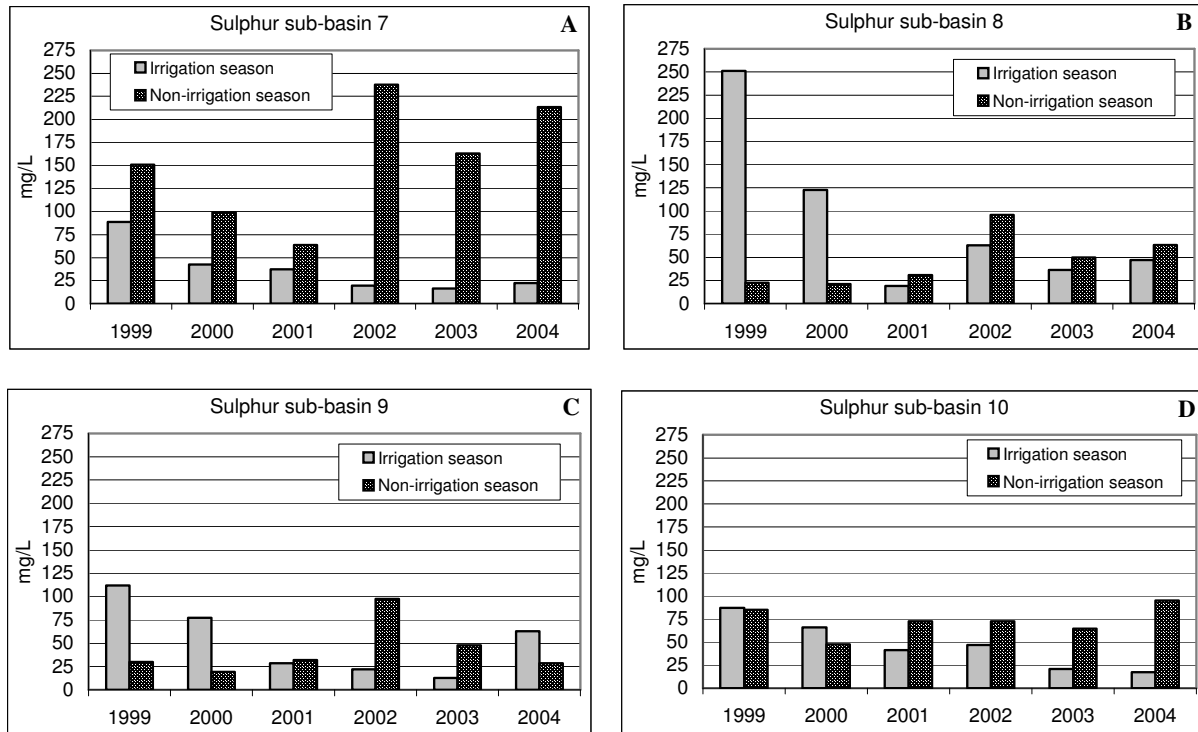 Sulphur sub-basin 7
A
mg/L
275
250
225
200
175
150
125
100
75
50
25
0
Irrigation season
Non-irrigation season
1999 2000 2001 2002 2003 2004
Sulphur sub-basin 8
B
mg/L
275
250
225
200
175
150
125
100
75
50
25
0
Irrigation season
Non-irrigation season
1999 2000 2001 2002 2003 2004
Sulphur sub-basin 9
C
mg/L
275
250
225
200
175
150
125
100
75
50
25
0
Irrigation season
Non-irrigation season
1999 2000 2001 2002 2003 2004
Sulphur sub-basin 10
D
mg/L
275
250
225
200
175
150
125
100
75
50
25
0
Irrigation season
Non-irrigation season
1999 2000 2001 2002 2003 2004